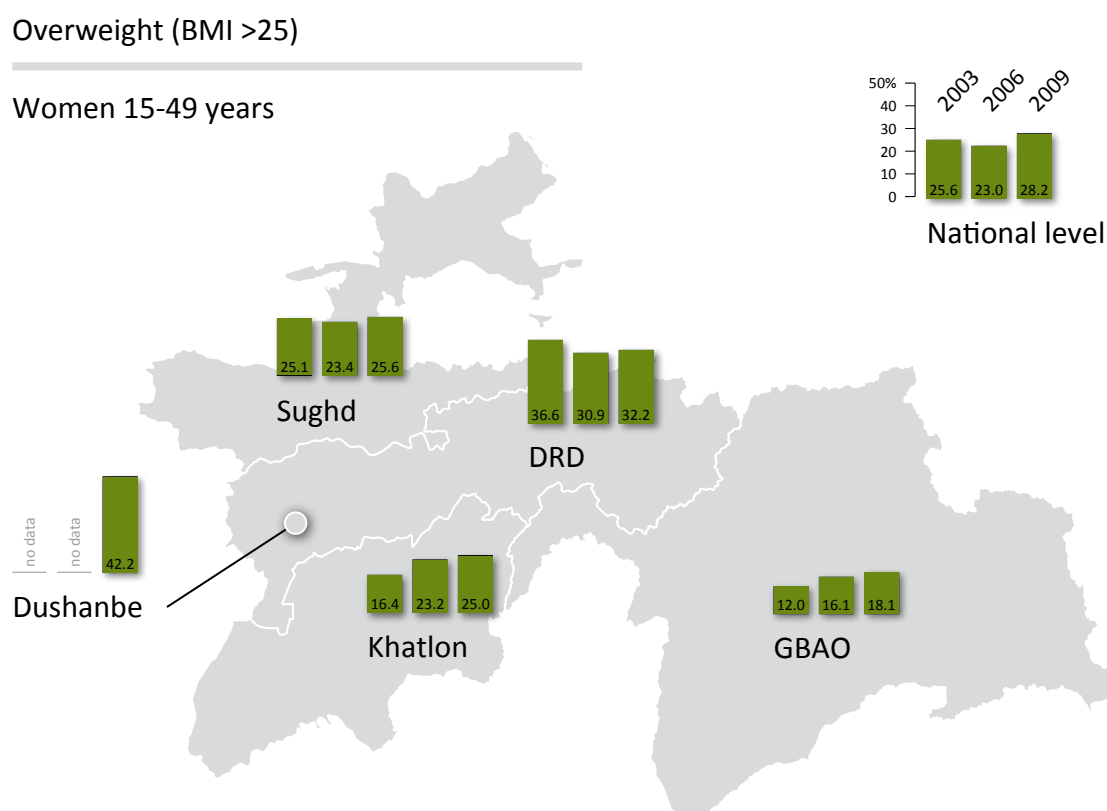 Overweight (BMI >25)
Women 15-49 years
2003 2006 2009
50%
40
30
20
10
0
25.6 23.0 28.2
National level
25.1 23.4 25.6
Sughd
36.6 30.9 32.2
DRD
no data no data 42.2
Dushanbe
16.4 23.2 25.0
Khatlon
12.0 16.1 18.1
GBAO